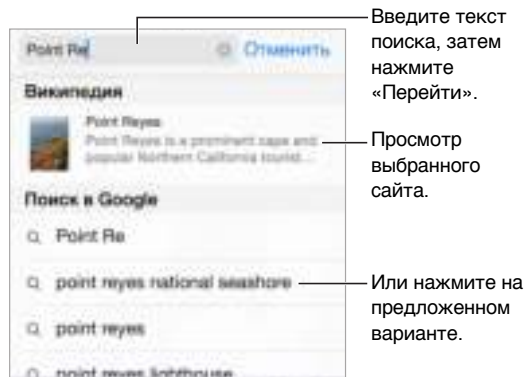 Введите текст
поиска, затем
нажмите
«Перейти».
Point Re
Отменить
Википедия
Point Reyes
Point Reyes is a prominent cape and
popular Northern California tourist...
Просмотр
выбранного
сайта.
Поиск в Google
Point Re
point reyes national seashore
Или нажмите на
предложенном
варианте.
point reyes
point reyes lighthouse